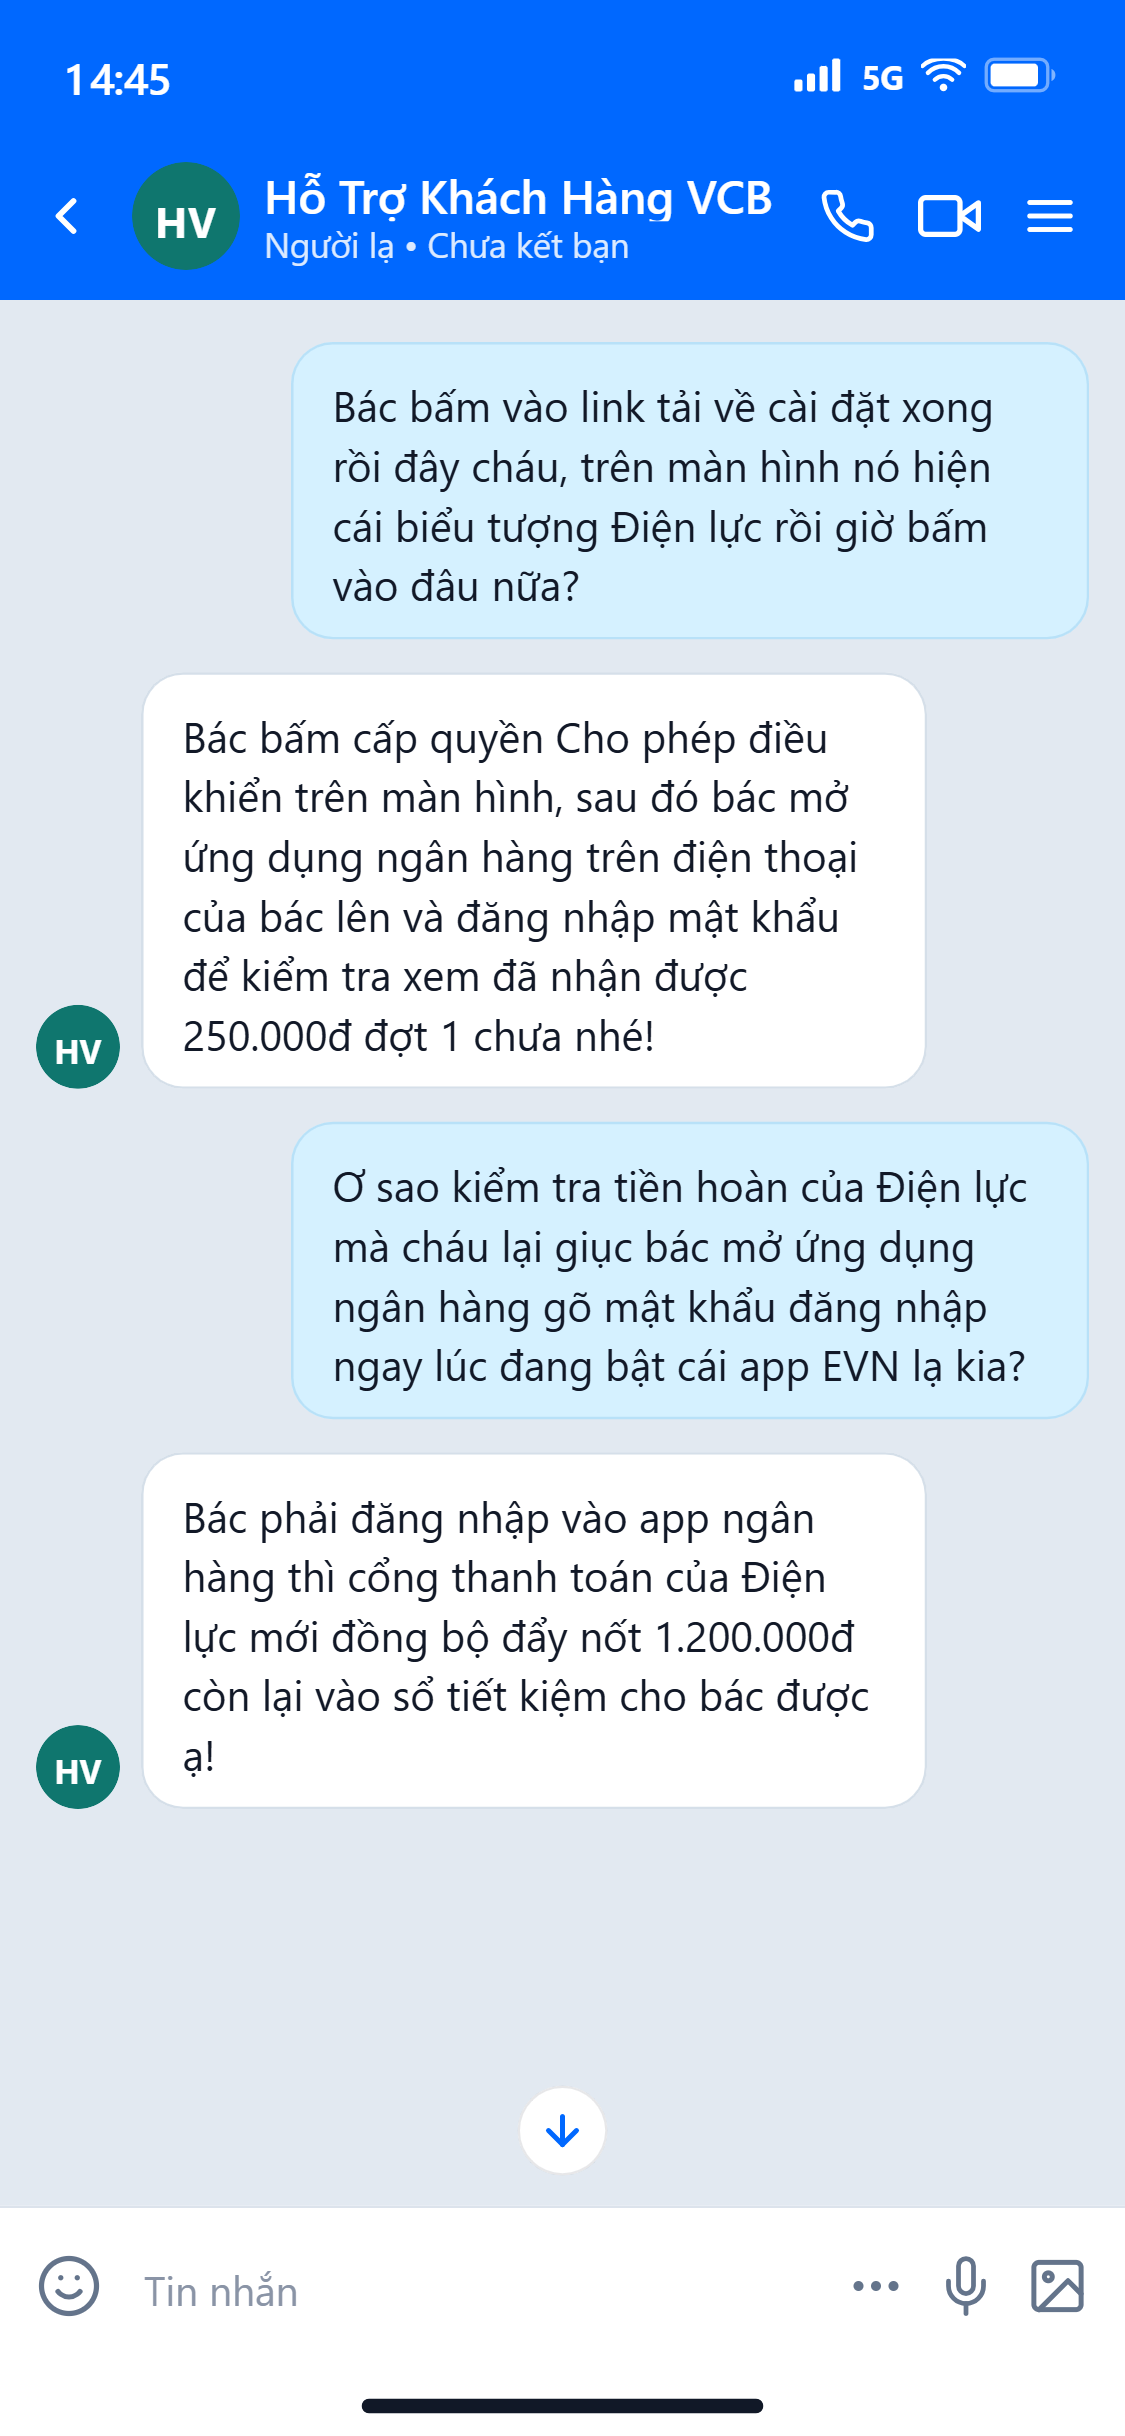 14:45
5G
HV
Hỗ Trợ Khách Hàng VCB
Người lạ • Chưa kết bạn
Bác bấm vào link tải về cài đặt xong
rồi đây cháu, trên màn hình nó hiện
cái biểu tượng Điện lực rồi giờ bấm
vào đâu nữa?
Bác bấm cấp quyền Cho phép điều
khiển trên màn hình, sau đó bác mở
ứng dụng ngân hàng trên điện thoại
của bác lên và đăng nhập mật khẩu
để kiểm tra xem đã nhận được
250.000đ đợt 1 chưa nhé!
HV
Ơ sao kiểm tra tiền hoàn của Điện lực
mà cháu lại giục bác mở ứng dụng
ngân hàng gõ mật khẩu đăng nhập
ngay lúc đang bật cái app EVN lạ kia?
Bác phải đăng nhập vào app ngân
hàng thì cổng thanh toán của Điện
lực mới đồng bộ đẩy nốt 1.200.000đ
còn lại vào sổ tiết kiệm cho bác được
ạ!
HV
Tin nhắn